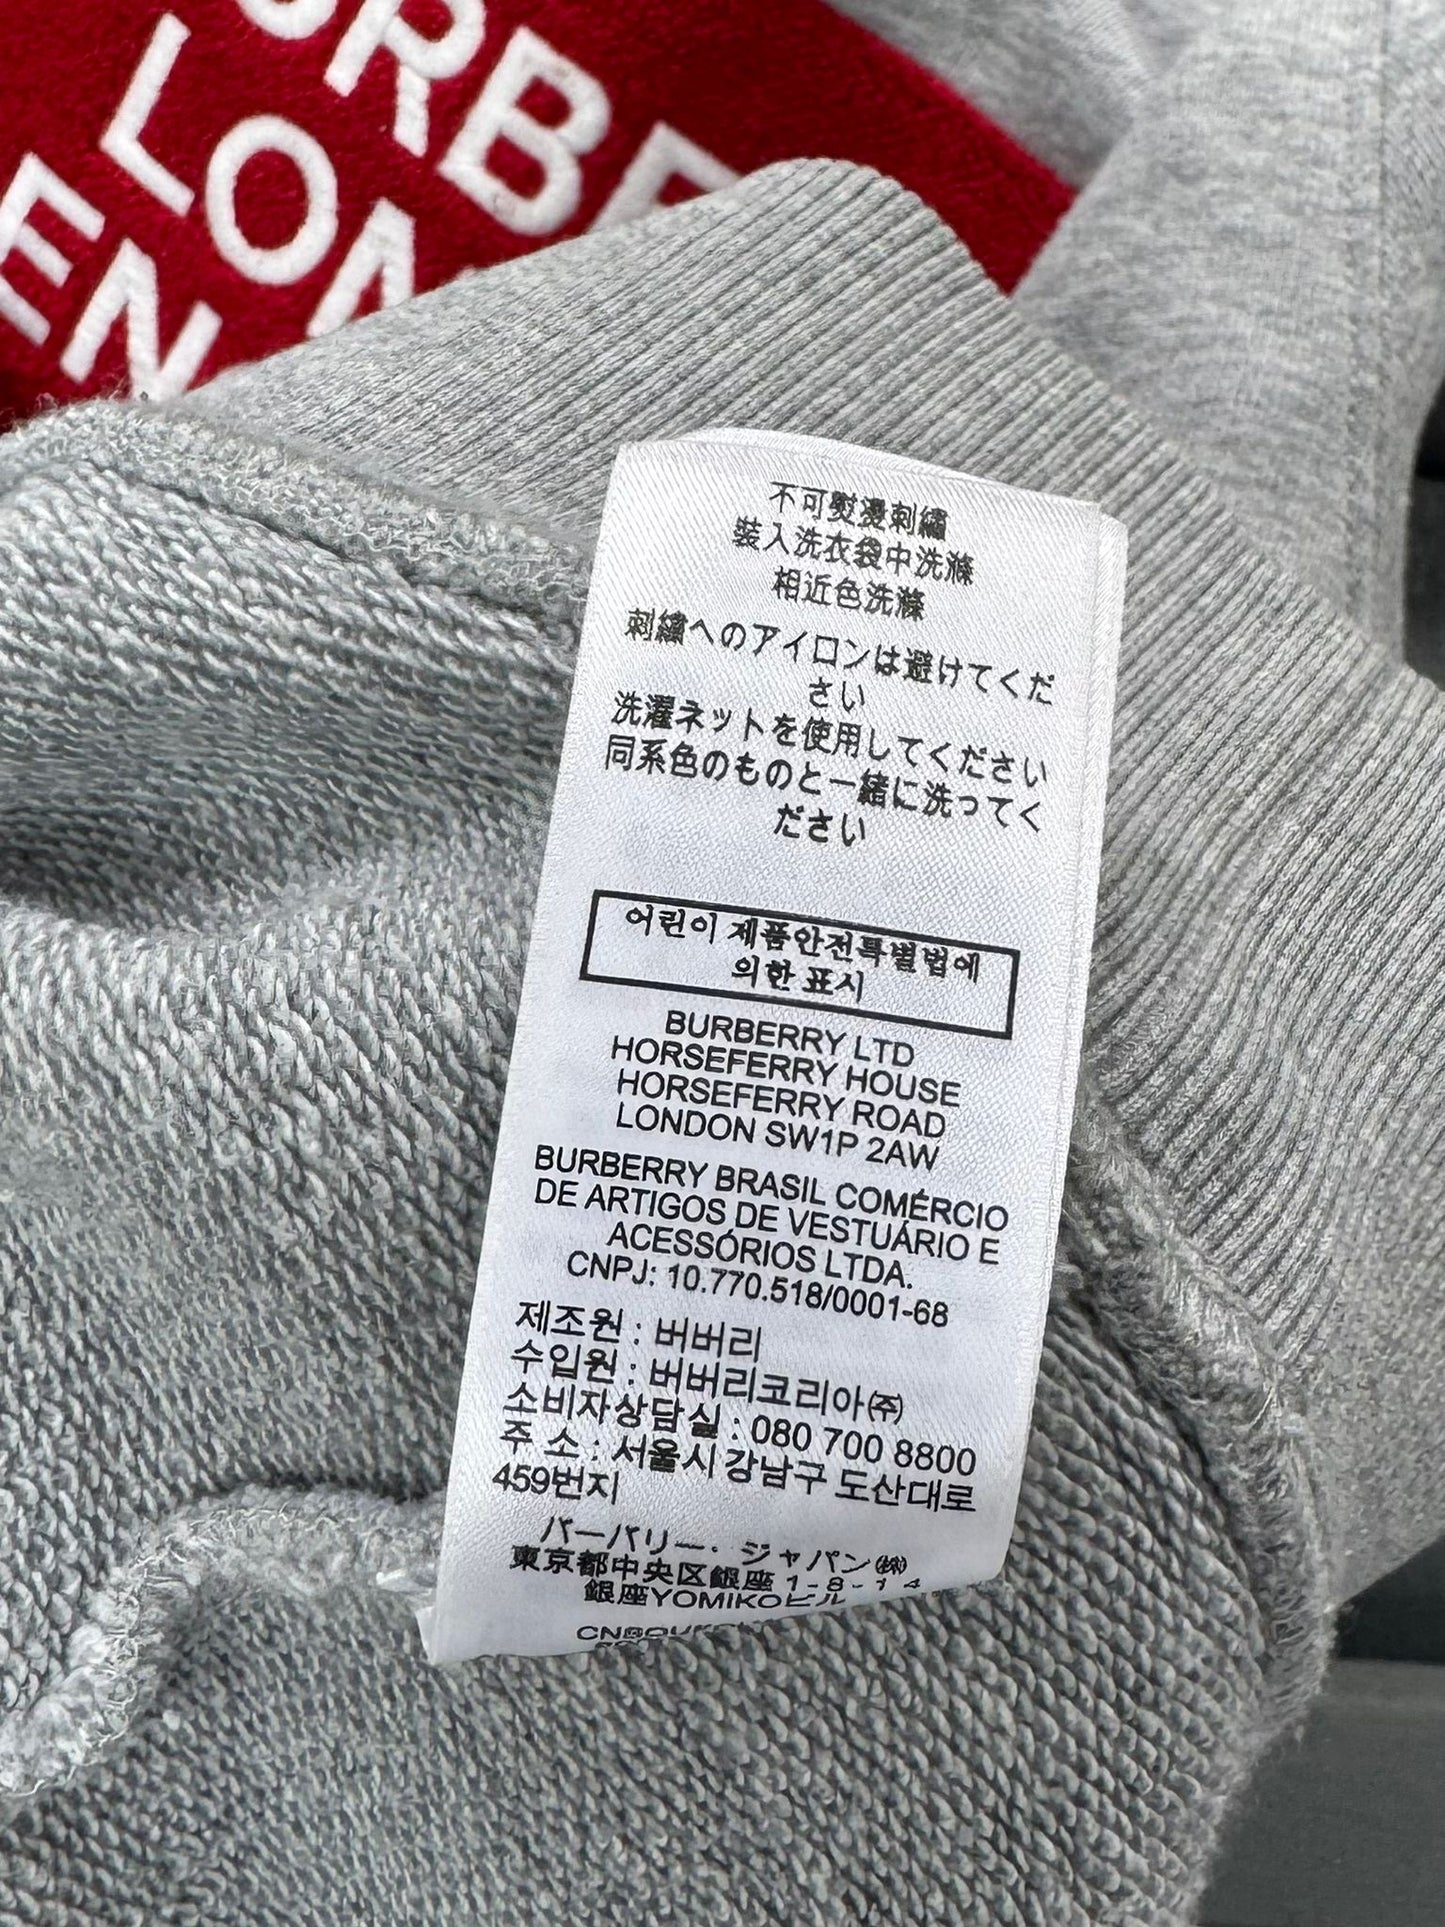 URBE
LON
EN
不可熨燙刺繡
裝入洗衣袋中洗滌
相近色洗滌
刺繍へのアイロンは避けてくだ
さい
洗濯ネットを使用してください
同系色のものと一緒に洗ってく
ださい
어린이 제품안전특별법에
의한 표시
BURBERRY LTD
HORSEFERRY HOUSE
HORSEFERRY ROAD
LONDON SW1P 2AW
BURBERRY BRASIL COMÉRCIO
DE ARTIGOS DE VESTUÁRIO E
ACESSÓRIOS LTDA.
CNPJ: 10.770.518/0001-68
제조원 : 버버리
수입원 : 버버리코리아㈜
소비자상담실 : 080 700 8800
주 소 : 서울시 강남구 도산대로
459번지
バーバリー・ジャパン㈱
東京都中央区銀座 1-8-14
銀座YOMIKOビル